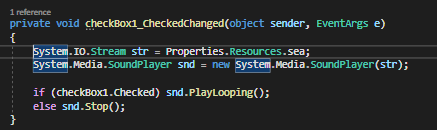 1 reference
private void checkBox1_CheckedChanged(object sender, EventArgs e)
{
System.IO.Stream str = Properties.Resources.sea;
System.Media.SoundPlayer snd = new System.Media.SoundPlayer(str);
if (checkBox1.Checked) snd.PlayLooping();
else snd.Stop();
}